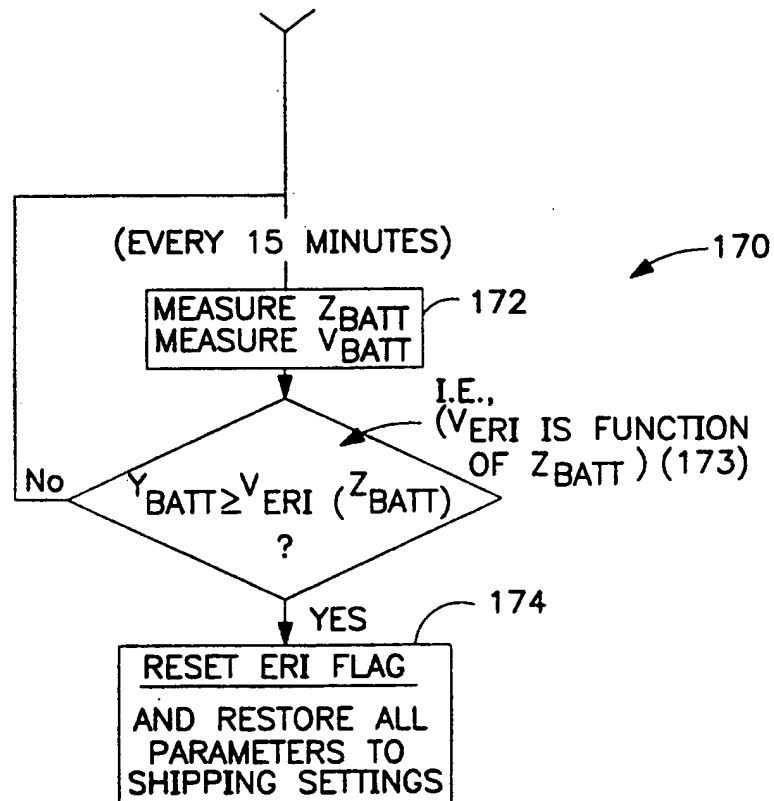 (EVERY 15 MINUTES)
170
MEASURE ZBATT
MEASURE VBATT
172
I.E.,
(VERI IS FUNCTION
OF ZBATT) (173)
No
YBATT≥VERI (ZBATT)
?
YES
174
RESET ERI FLAG
AND RESTORE ALL
PARAMETERS TO
SHIPPING SETTINGS